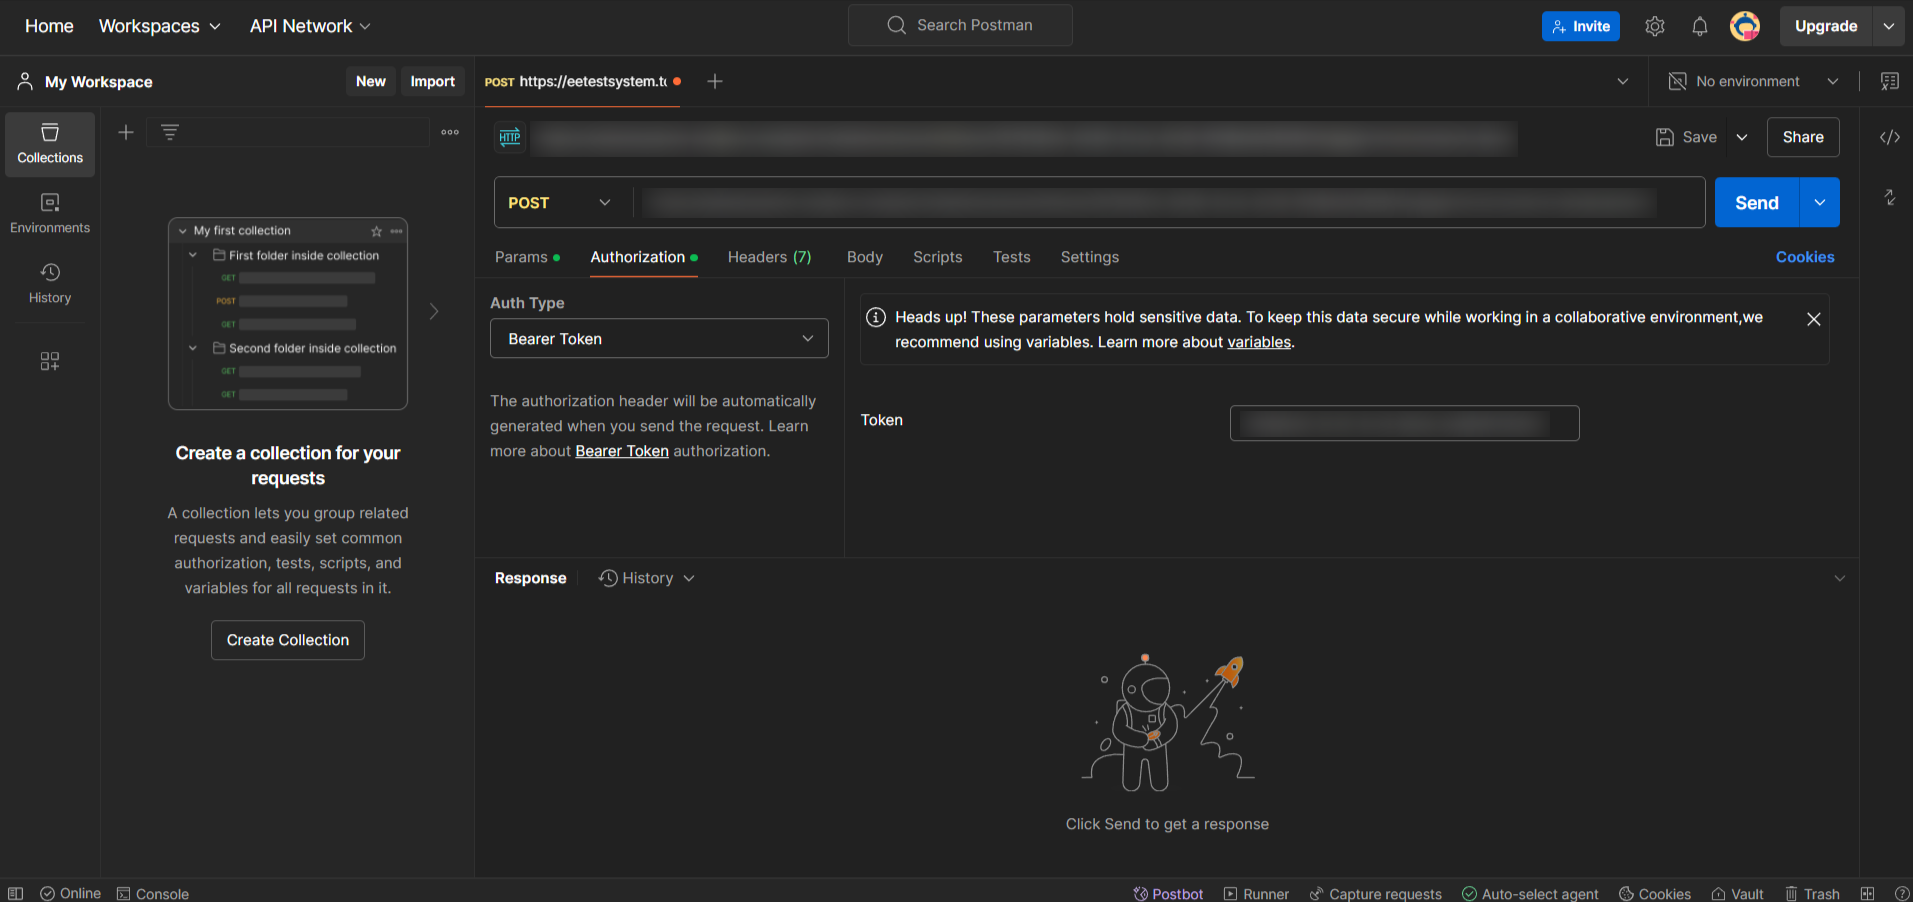 Home Workspaces API Network Search Postman Invite Upgrade
My Workspace New Import POST https://eetestsystem.t No environment
HTTP Save Share
Collections
POST Send
Environments
History
Params Authorization Headers (7) Body Scripts Tests Settings Cookies
My first collection
First folder inside collection
GET
POST
GET
Second folder inside collection
GET
GET
Create a collection for your
requests
A collection lets you group related
requests and easily set common
authorization, tests, scripts, and
variables for all requests in it.
Create Collection
Auth Type
Bearer Token
The authorization header will be automatically
generated when you send the request. Learn
more about Bearer Token authorization.
Heads up! These parameters hold sensitive data. To keep this data secure while working in a collaborative environment,we
recommend using variables. Learn more about variables.
Token
Response History
Click Send to get a response
Online Console Postbot Runner Capture requests Auto-select agent Cookies Vault Trash